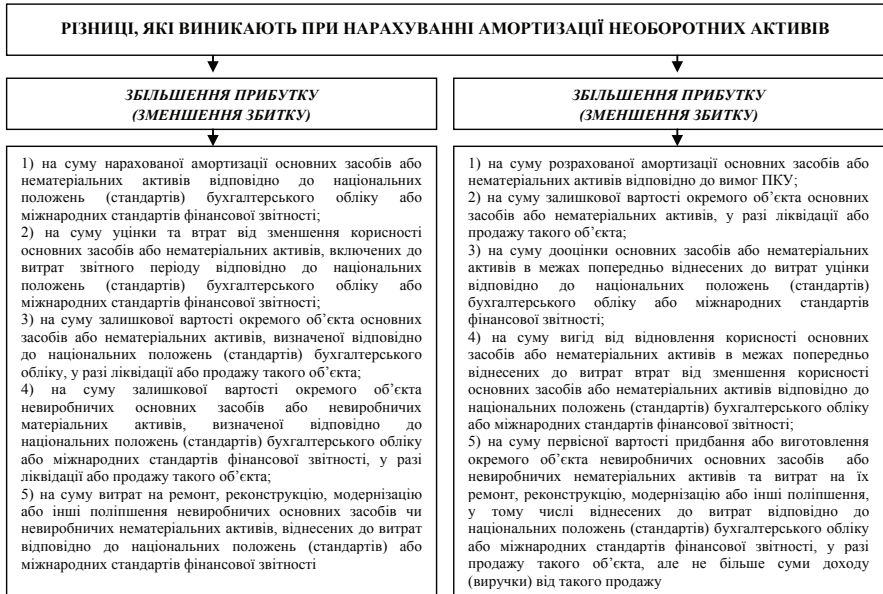 РІЗНИЦІ, ЯКІ ВИНИКАЮТЬ ПРИ НАРАХУВАННІ АМОРТИЗАЦІЇ НЕОБОРОТНИХ АКТИВІВ
ЗБІЛЬШЕННЯ ПРИБУТКУ
(ЗМЕНШЕННЯ ЗБИТКУ)
1) на суму нарахованої амортизації основних засобів або
нематеріальних активів відповідно до національних
положень (стандартів) бухгалтерського обліку або
міжнародних стандартів фінансової звітності;
2) на суму уцінки та втрат від зменшення корисності
основних засобів або нематеріальних активів, включених до
витрат звітного періоду відповідно до національних
положень (стандартів) бухгалтерського обліку або
міжнародних стандартів фінансової звітності;
3) на суму залишкової вартості окремого об’єкта основних
засобів або нематеріальних активів, визначеної відповідно
до національних положень (стандартів) бухгалтерського
обліку, у разі ліквідації або продажу такого об’єкта;
4) на суму залишкової вартості окремого об’єкта
невиробничих основних засобів або невиробничих
матеріальних активів, визначеної відповідно до
національних положень (стандартів) бухгалтерського обліку
або міжнародних стандартів фінансової звітності, у разі
ліквідації або продажу такого об’єкта;
5) на суму витрат на ремонт, реконструкцію, модернізацію
або інші поліпшення невиробничих основних засобів чи
невиробничих нематеріальних активів, віднесених до витрат
відповідно до національних положень (стандартів) або
міжнародних стандартів фінансової звітності
ЗБІЛЬШЕННЯ ПРИБУТКУ
(ЗМЕНШЕННЯ ЗБИТКУ)
1) на суму розрахованої амортизації основних засобів або
нематеріальних активів відповідно до вимог ПКУ;
2) на суму залишкової вартості окремого об’єкта основних
засобів або нематеріальних активів, у разі ліквідації або
продажу такого об’єкта;
3) на суму дооцінки основних засобів або нематеріальних
активів в межах попередньо віднесених до витрат уцінки
відповідно до національних положень (стандартів)
бухгалтерського обліку або міжнародних стандартів
фінансової звітності;
4) на суму вигід від відновлення корисності основних
засобів або нематеріальних активів в межах попередньо
віднесених до витрат втрат від зменшення корисності
основних засобів або нематеріальних активів відповідно до
національних положень (стандартів) бухгалтерського обліку
або міжнародних стандартів фінансової звітності;
5) на суму первісної вартості придбання або виготовлення
окремого об’єкта невиробничих основних засобів або
невиробничих нематеріальних активів та витрат на їх
ремонт, реконструкцію, модернізацію або інші поліпшення,
у тому числі віднесених до витрат відповідно до
національних положень (стандартів) бухгалтерського обліку
або міжнародних стандартів фінансової звітності, у разі
продажу такого об’єкта, але не більше суми доходу
(виручки) від такого продажу